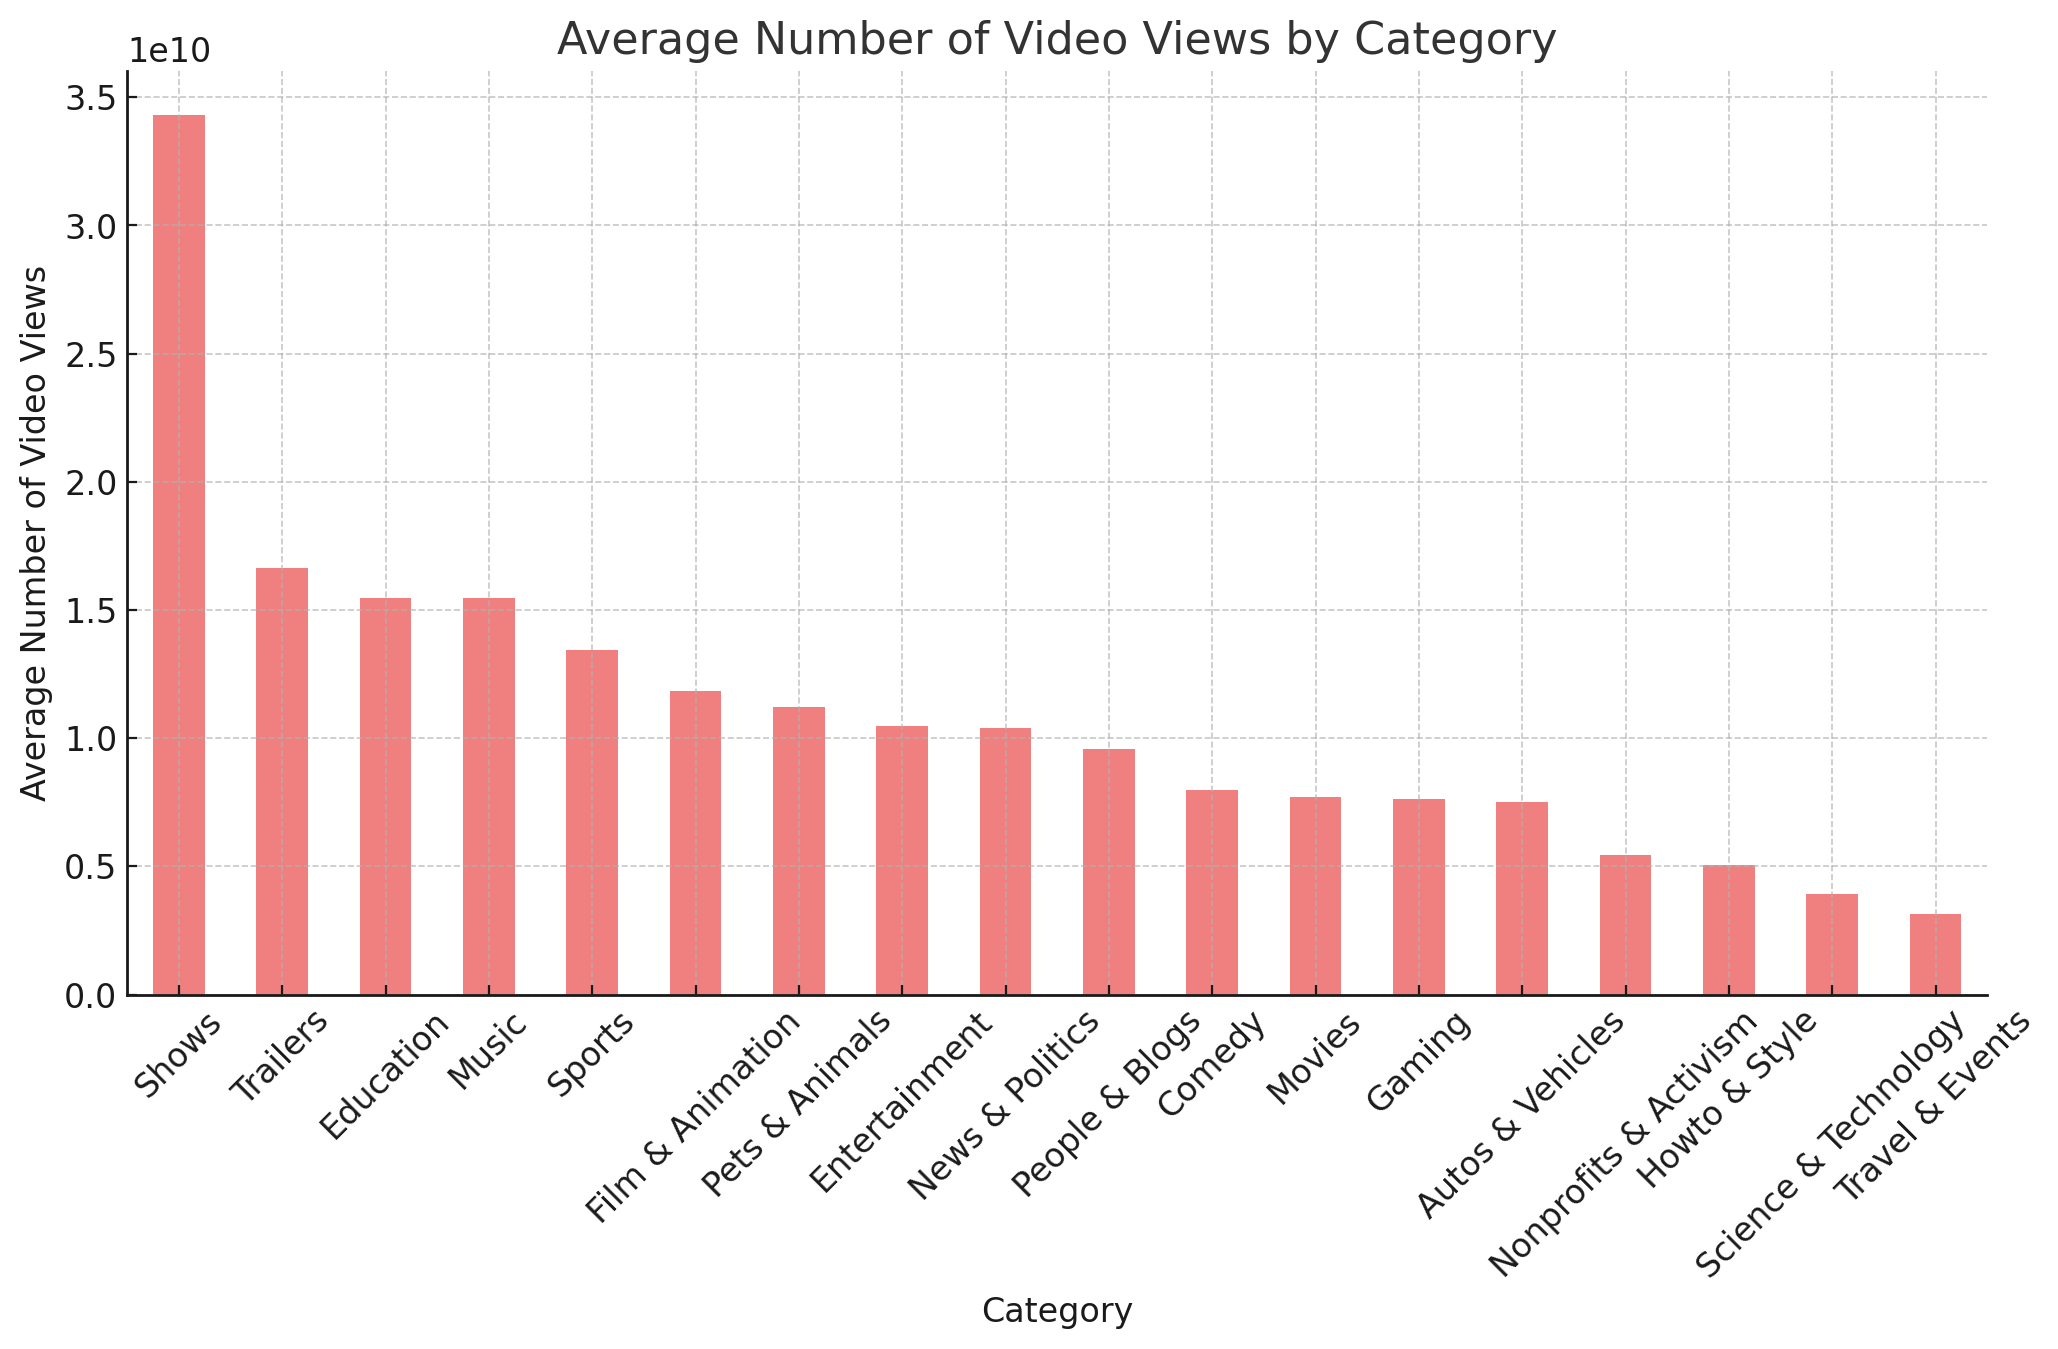 Average Number of Video Views by Category
1e10
3.5
3.0
2.5
2.0
1.5
1.0
0.5
0.0
Average Number of Video Views
Shows
Trailers
Education
Music
Sports
Film & Animation
Pets & Animals
Entertainment
News & Politics
People & Blogs
Comedy
Movies
Gaming
Autos & Vehicles
Nonprofits & Activism
Howto & Style
Science & Technology
Travel & Events
Category